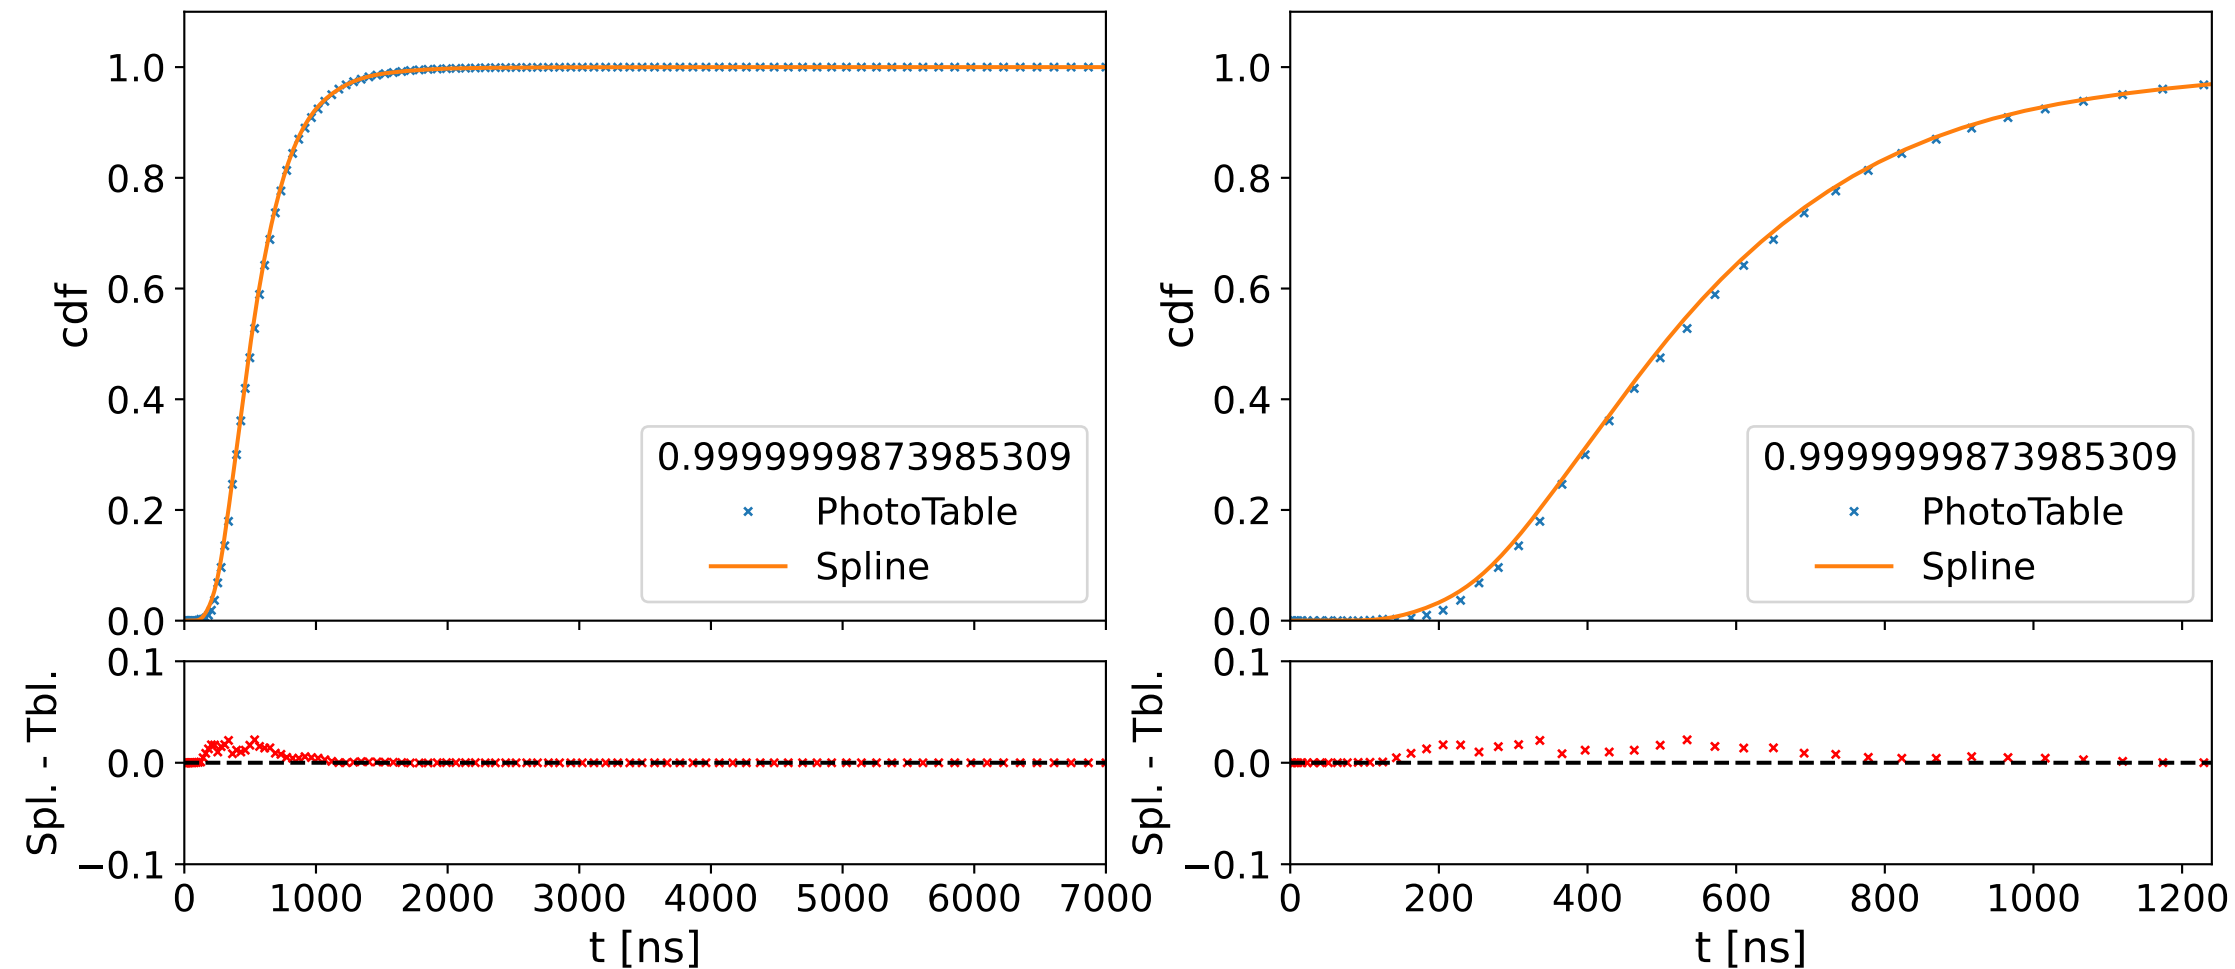 cdf
1.0
0.8
0.6
0.4
0.2
0.0
0.9999999873985309
PhotoTable
Spline
Spl. - Tbl.
0.1
0.0
−0.1
0 1000 2000 3000 4000 5000 6000 7000
t [ns]
cdf
1.0
0.8
0.6
0.4
0.2
0.0
0.9999999873985309
PhotoTable
Spline
Spl. - Tbl.
0.1
0.0
−0.1
0 200 400 600 800 1000 1200
t [ns]